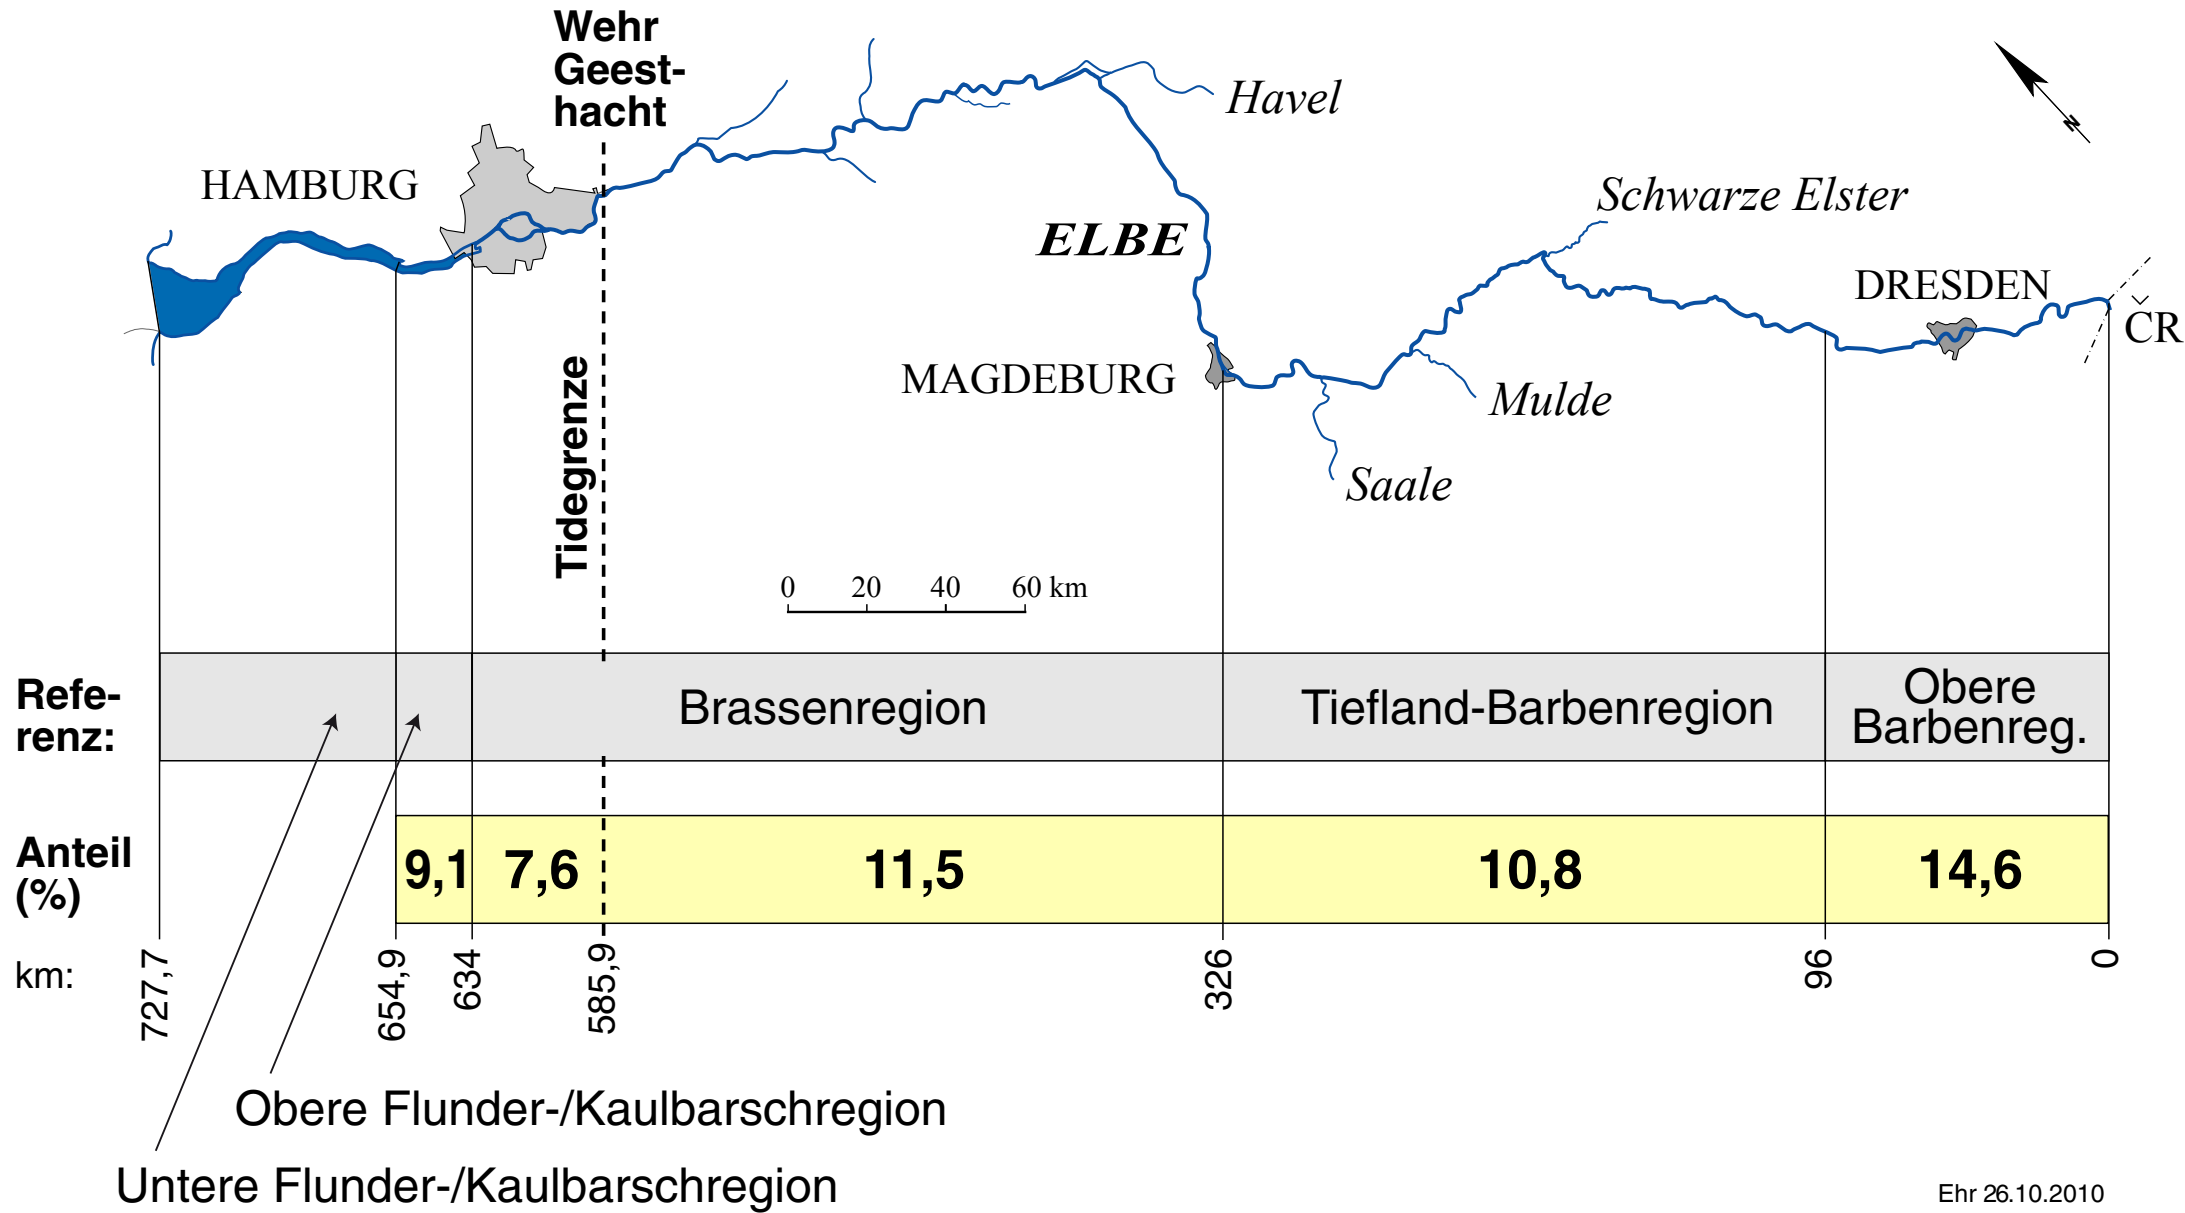 Wehr
Geest-
hacht
HAMBURG
Havel
N
Schwarze Elster
ELBE
DRESDEN
ČR
MAGDEBURG
Mulde
Saale
Tidegrenze
0 20 40 60 km
Refe-
renz:
Brassenregion
Tiefland-Barbenregion
Obere
Barbenreg.
Anteil
(%)
9,1 7,6 11,5 10,8 14,6
km:
727,7 654,9 634 585,9 326 96 0
Obere Flunder-/Kaulbarschregion
Untere Flunder-/Kaulbarschregion
Ehr 26.10.2010